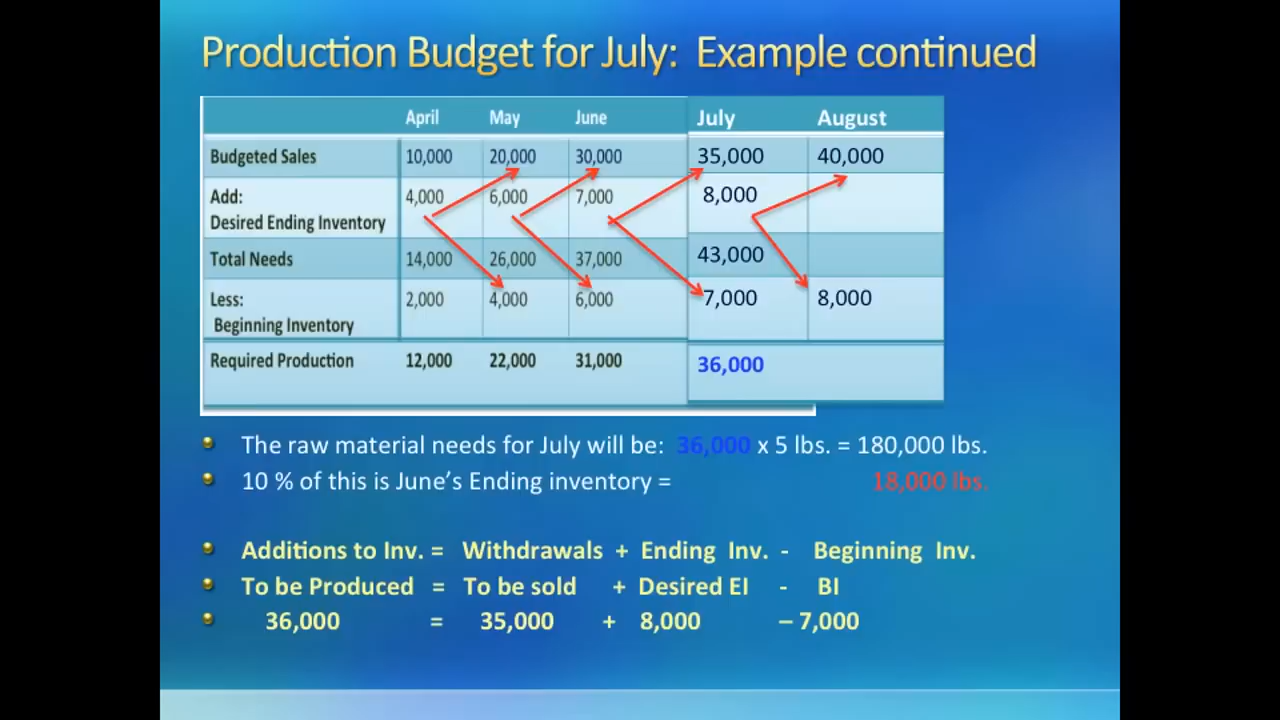 Production Budget for July: Example continued
April May June July August
Budgeted Sales 10,000 20,000 30,000 35,000 40,000
Add: 4,000 6,000 7,000 8,000
Desired Ending Inventory
Total Needs 14,000 26,000 37,000 43,000
Less: 2,000 4,000 6,000 7,000 8,000
Beginning Inventory
Required Production 12,000 22,000 31,000 36,000
The raw material needs for July will be: 36,000 x 5 lbs. = 180,000 lbs.
10 % of this is June’s Ending inventory = 18,000 lbs.
Additions to Inv. = Withdrawals + Ending Inv. - Beginning Inv.
To be Produced = To be sold + Desired EI - BI
36,000 = 35,000 + 8,000 – 7,000